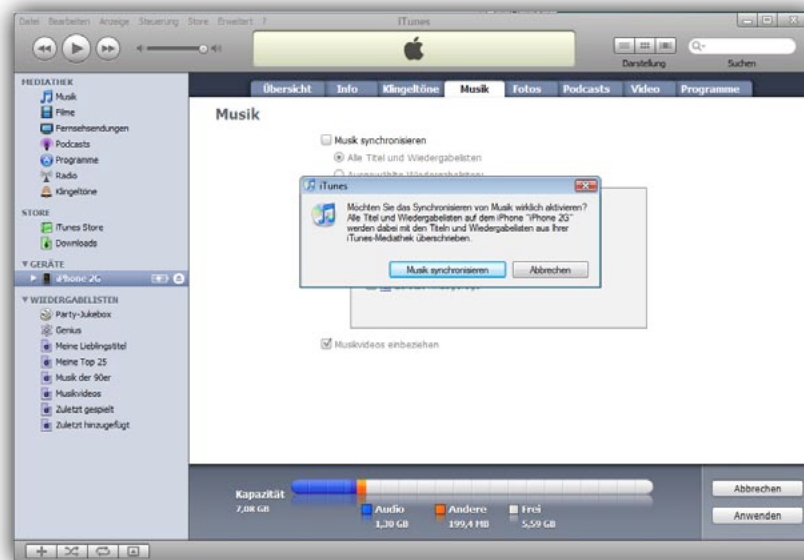 Datei Bearbeiten Anzeige Steuerung Store Erweitert ?
iTunes
Darstellung
Suchen
MEDIATHEK
Musik
Filme
Fernsehsendungen
Podcasts
Programme
Radio
Klingeltöne
STORE
iTunes Store
Downloads
GERÄTE
iPhone 2G
WIEDERGABELISTEN
Party-Jukebox
Genius
Meine Lieblingstitel
Meine Top 25
Musik der 90er
Musikvideos
Zuletzt gespielt
Zuletzt hinzugefügt
Übersicht Info Klingeltöne Musik Fotos Podcasts Video Programme
Musik
Musik synchronisieren
Alle Titel und Wiedergabelisten
iTunes
Möchten Sie das Synchronisieren von Musik wirklich aktivieren?
Alle Titel und Wiedergabelisten auf dem iPhone "iPhone 2G"
werden dabei mit den Titeln und Wiedergabelisten aus Ihrer
iTunes-Mediathek überschrieben.
Musik synchronisieren Abbrechen
Musikvideos einbeziehen
Kapazität
7,08 GB
Audio
1,30 GB
Andere
199,4 MB
Frei
5,59 GB
Abbrechen
Anwenden